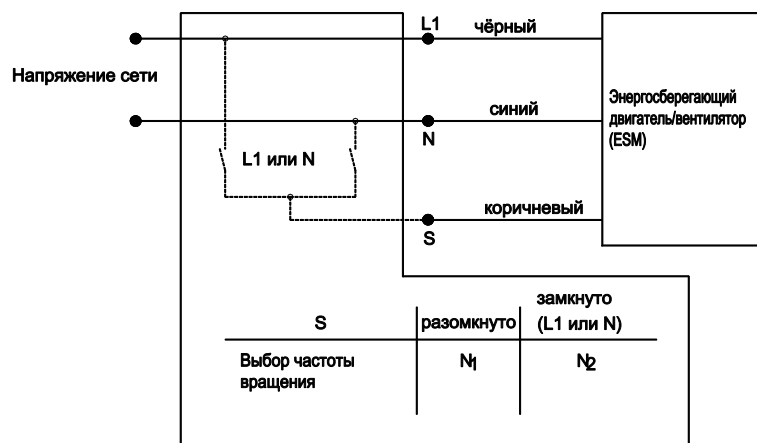 L1
чёрный
Напряжение сети
синий
Энергосберегающий
двигатель/вентилятор
(ESM)
N
L1 или N
коричневый
S
замкнуто
S
разомкнуто
(L1 или N)
Выбор частоты
вращения
N1
N2